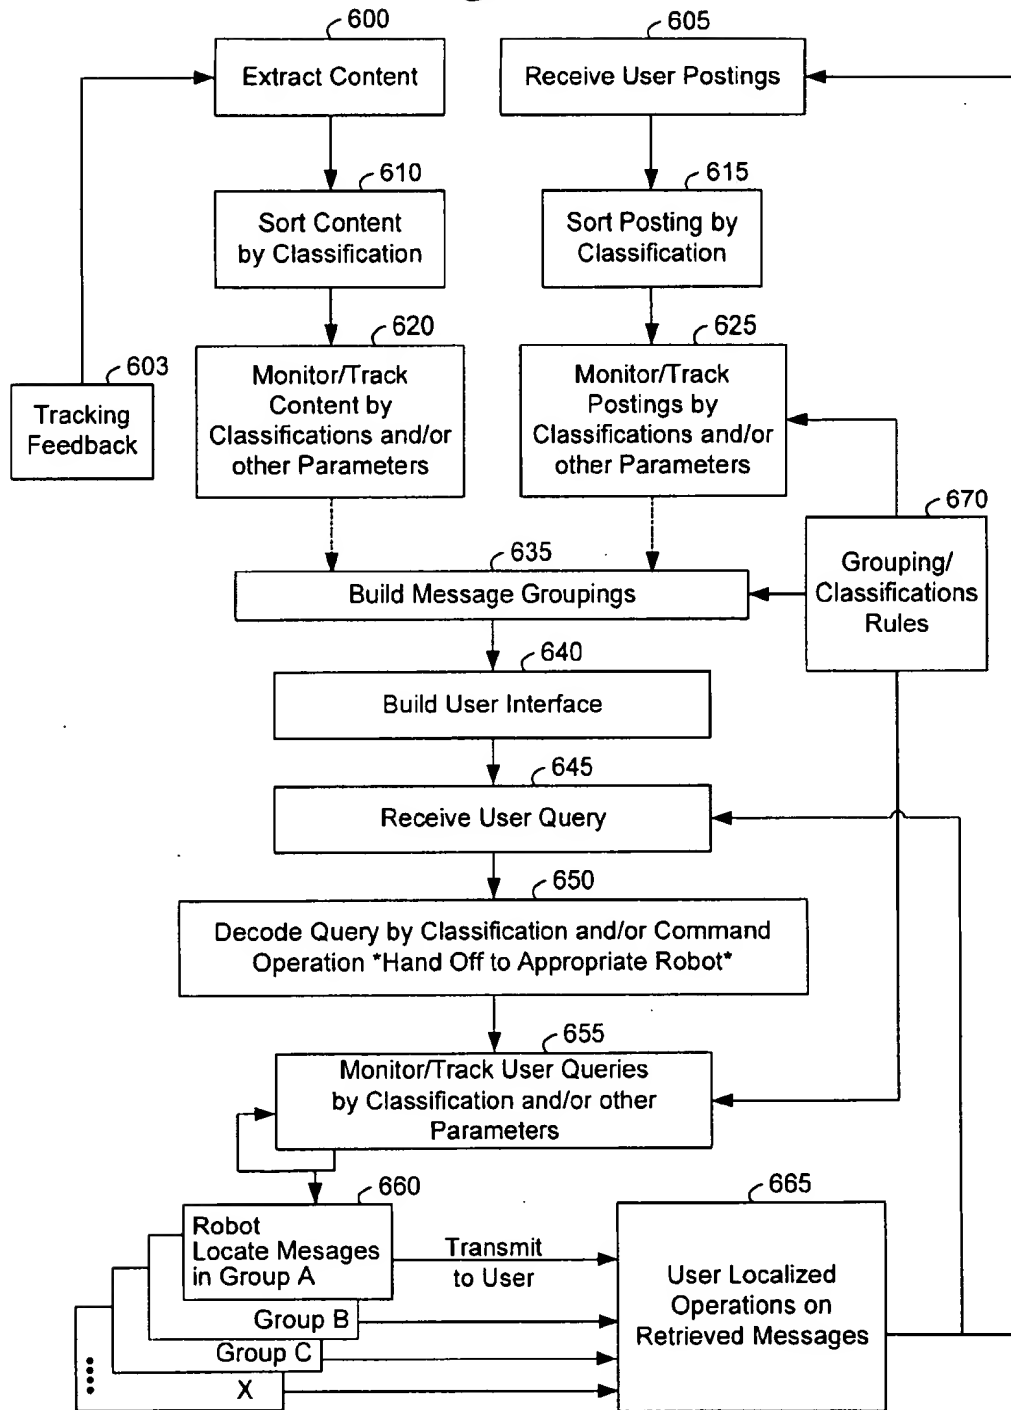 600
Extract Content
605
Receive User Postings
610
Sort Content
by Classification
615
Sort Posting by
Classification
603
Tracking
Feedback
620
Monitor/Track
Content by
Classifications and/or
other Parameters
625
Monitor/Track
Postings by
Classifications and/or
other Parameters
670
Grouping/
Classifications
Rules
635
Build Message Groupings
640
Build User Interface
645
Receive User Query
650
Decode Query by Classification and/or Command
Operation *Hand Off to Appropriate Robot*
655
Monitor/Track User Queries
by Classification and/or other
Parameters
660
Robot
Locate Mesages
in Group A
Group B
Group C
X
Transmit
to User
665
User Localized
Operations on
Retrieved Messages